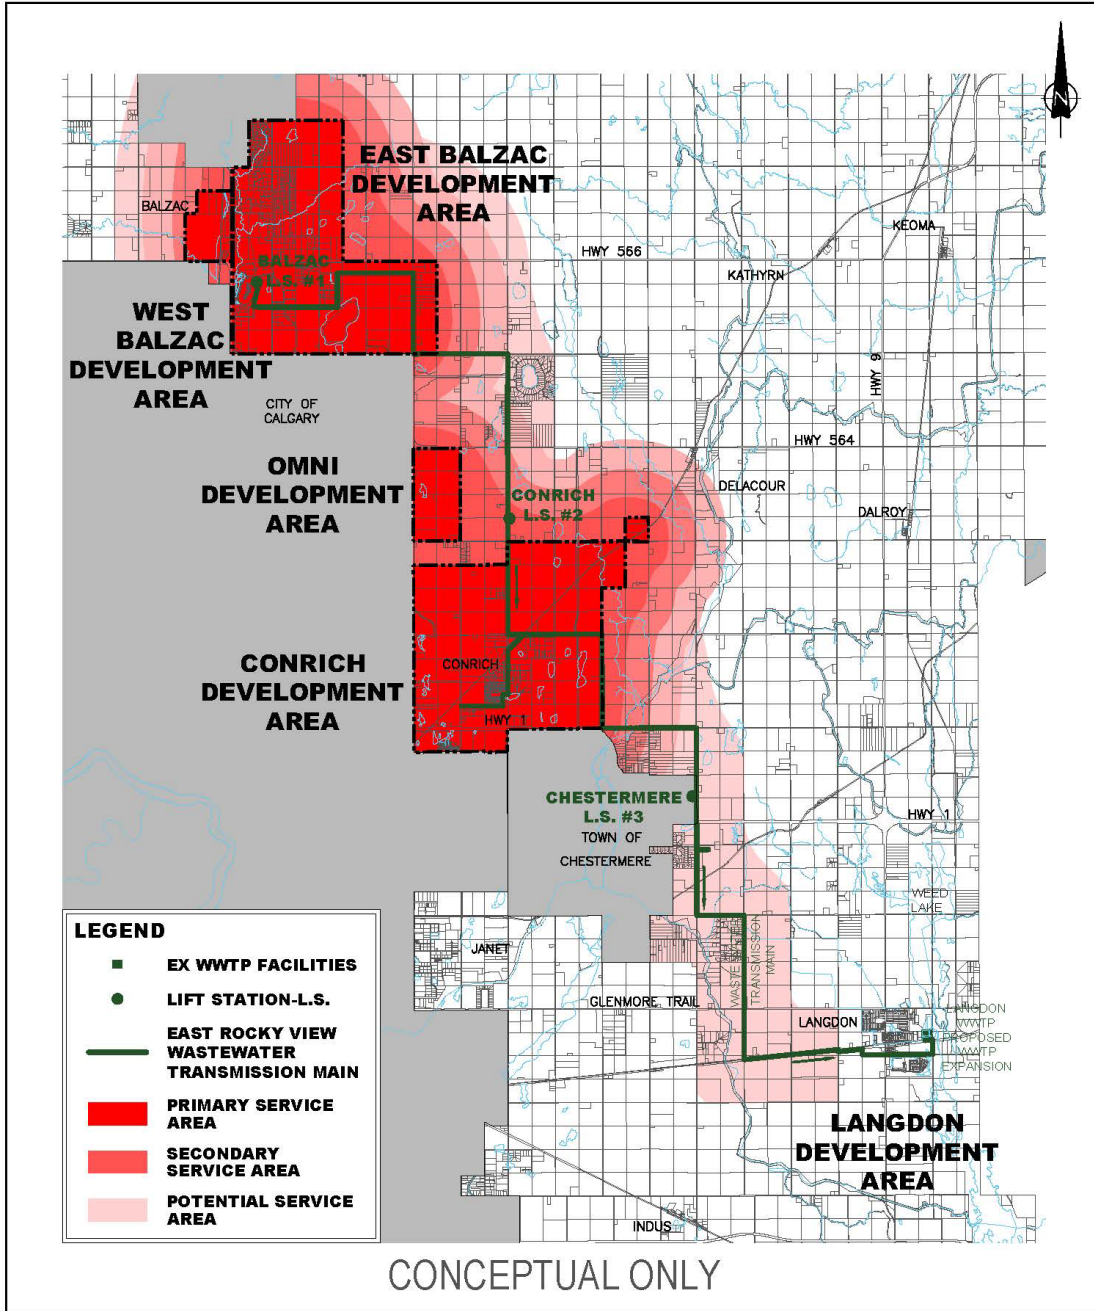 N
EAST BALZAC
DEVELOPMENT
AREA
BALZAC
KEOMA
HWY 566
KATHYRN
BALZAC
L.S. #1
WEST
BALZAC
DEVELOPMENT
AREA
HWY 9
CITY OF
CALGARY
HWY 564
OMNI
DEVELOPMENT
AREA
DELACOUR
CONRICH
L.S. #2
DALROY
CONRICH
DEVELOPMENT
AREA
CONRICH
HWY 1
CHESTERMERE
L.S. #3
TOWN OF
CHESTERMERE
HWY 1
WEED
LAKE
WASTEWATER
TRANSMISSION
MAIN
JANET
GLENMORE TRAIL
LANGDON
LANGDON
WWTP
PROPOSED
WWTP
EXPANSION
LANGDON
DEVELOPMENT
AREA
INDUS
LEGEND
EX WWTP FACILITIES
LIFT STATION-L.S.
EAST ROCKY VIEW
WASTEWATER
TRANSMISSION MAIN
PRIMARY SERVICE
AREA
SECONDARY
SERVICE AREA
POTENTIAL SERVICE
AREA
CONCEPTUAL ONLY